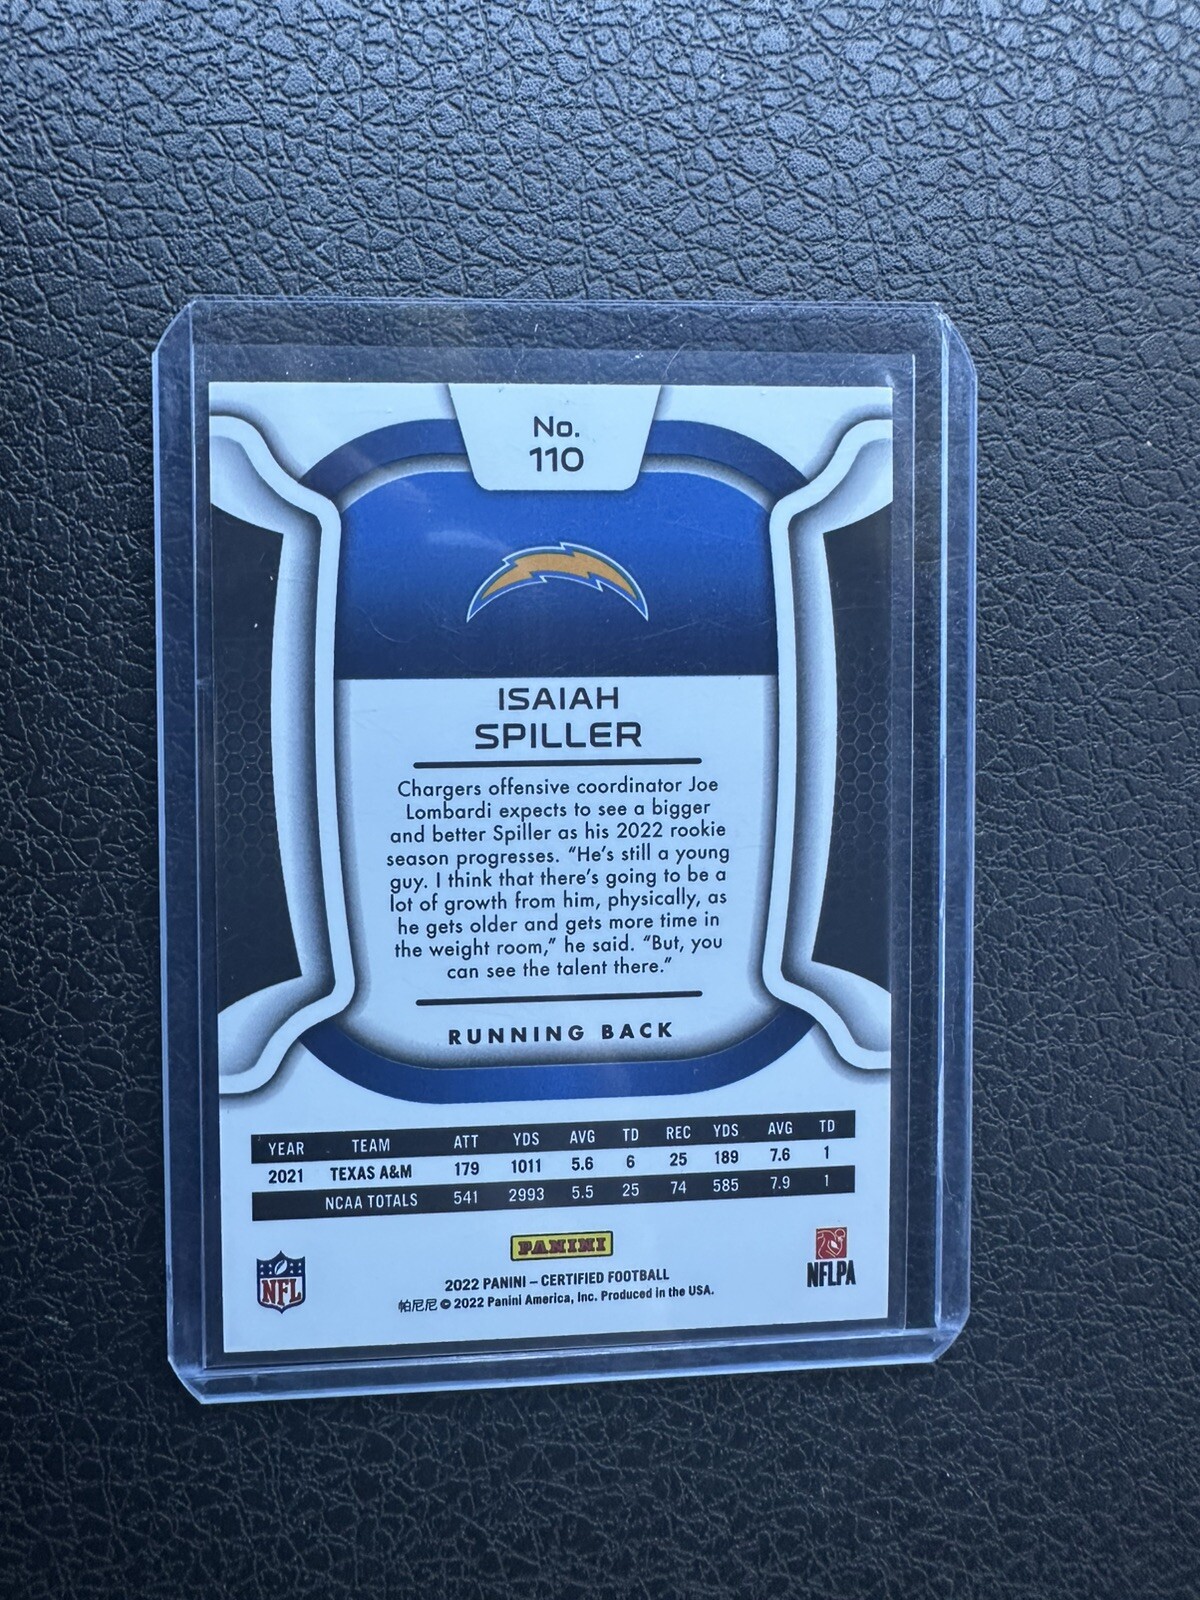 No.
110
ISAIAH
SPILLER
Chargers offensive coordinator Joe
Lombardi expects to see a bigger
and better Spiller as his 2022 rookie
season progresses. “He’s still a young
guy. I think that there’s going to be a
lot of growth from him, physically, as
he gets older and gets more time in
the weight room,” he said. “But, you
can see the talent there.”
RUNNING BACK
YEAR TEAM ATT YDS AVG TD REC YDS AVG TD
2021 TEXAS A&M 179 1011 5.6 6 25 189 7.6 1
NCAA TOTALS 541 2993 5.5 25 74 585 7.9 1
PANINI
NFL
NFLPA
2022 PANINI – CERTIFIED FOOTBALL
帕尼尼 © 2022 Panini America, Inc. Produced in the USA.